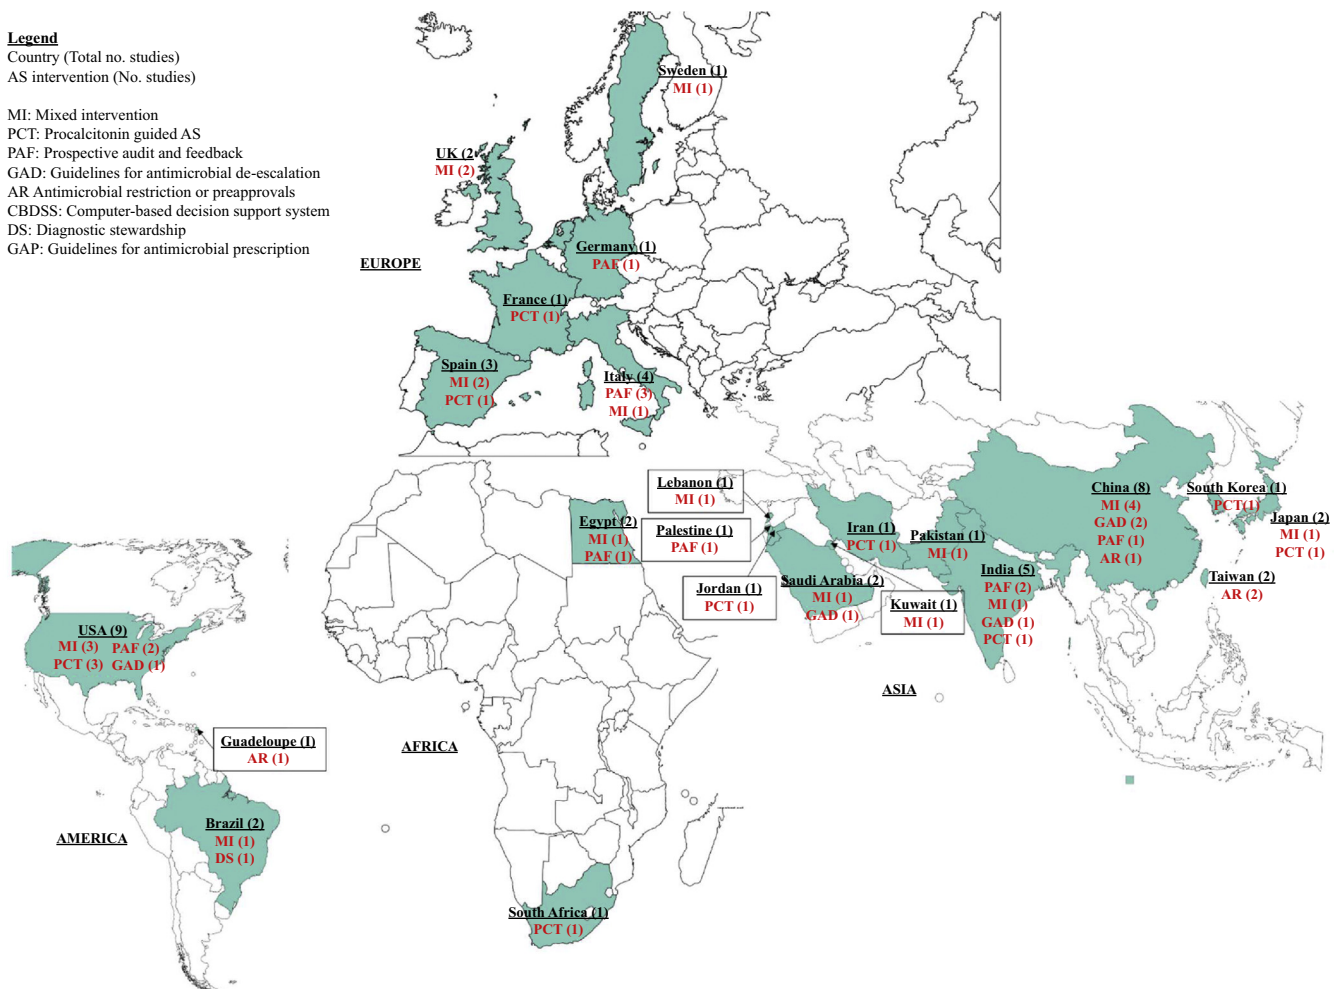 Legend
Country (Total no. studies)
AS intervention (No. studies)
MI: Mixed intervention
PCT: Procalcitonin guided AS
PAF: Prospective audit and feedback
GAD: Guidelines for antimicrobial de-escalation
AR Antimicrobial restriction or preapprovals
CBDSS: Computer-based decision support system
DS: Diagnostic stewardship
GAP: Guidelines for antimicrobial prescription
EUROPE
Sweden (1)
MI (1)
UK (2
MI (2)
Germany (1)
PAF (1)
France (1)
PCT (1)
Spain (3)
MI (2)
PCT (1)
Italy (4)
PAF (3)
MI (1)
Lebanon (1)
MI (1)
Palestine (1)
PAF (1)
Jordan (1)
PCT (1)
Egypt (2)
MI (1)
PAF (1)
Saudi Arabia (2)
MI (1)
GAD (1)
Kuwait (1)
MI (1)
Iran (1)
PCT (1)
Pakistan (1)
MI (1)
India (5)
PAF (2)
MI (1)
GAD (1)
PCT (1)
China (8)
MI (4)
GAD (2)
PAF (1)
AR (1)
South Korea (1)
PCT(1)
Japan (2)
MI (1)
PCT (1)
Taiwan (2)
AR (2)
ASIA
USA (9)
MI (3) PAF (2)
PCT (3) GAD (1)
Guadeloupe (1)
AR (1)
AMERICA
Brazil (2)
MI (1)
DS (1)
AFRICA
South Africa (1)
PCT (1)